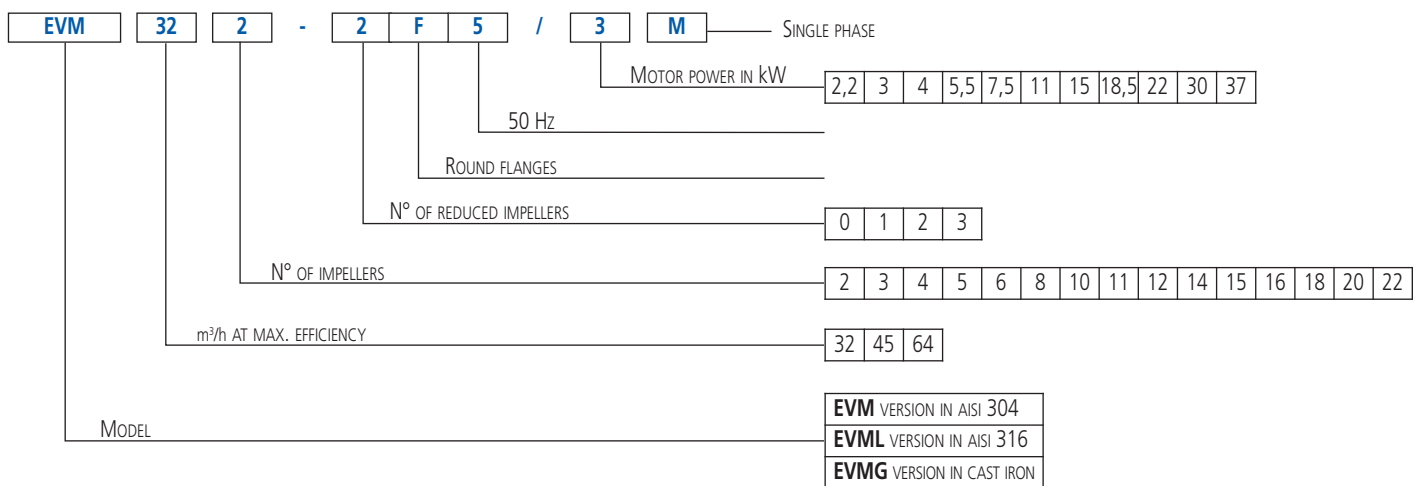 EVM 32 2 - 2 F 5 / 3 M Single phase
Motor power in kW 2,2 3 4 5,5 7,5 11 15 18,5 22 30 37
50 Hz
Round flanges
N° of reduced impellers 0 1 2 3
N° of impellers 2 3 4 5 6 8 10 11 12 14 15 16 18 20 22
m³/h at max. efficiency 32 45 64
EVM version in aisi 304
Model EVML version in aisi 316
EVMG version in cast iron